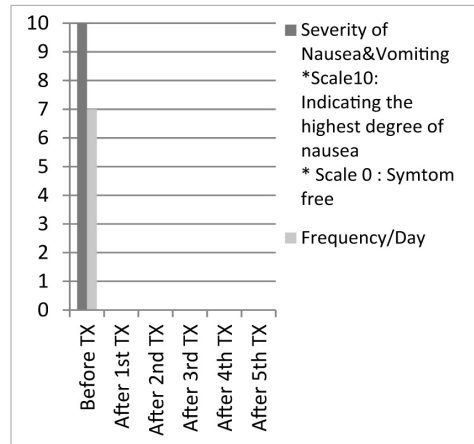 10
9
8
7
6
5
4
3
2
1
0
Before TX
After 1st TX
After 2nd TX
After 3rd TX
After 4th TX
After 5th TX
Severity of
Nausea&Vomiting
*Scale10:
Indicating the
highest degree of
nausea
* Scale 0 : Symtom
free
Frequency/Day